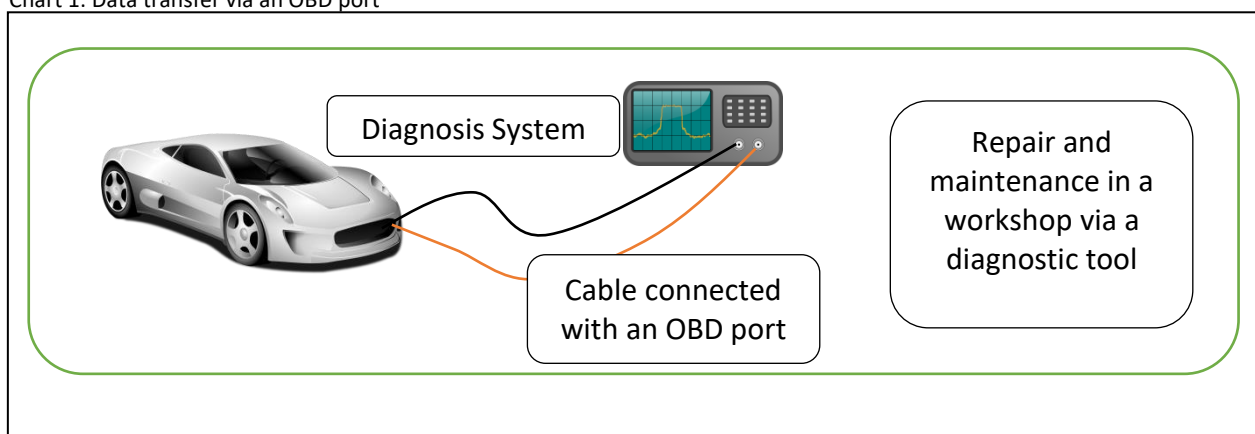 Chart 1: Data transfer via an OBD port
Diagnosis System
Repair and
maintenance in a
workshop via a
diagnostic tool
Cable connected
with an OBD port